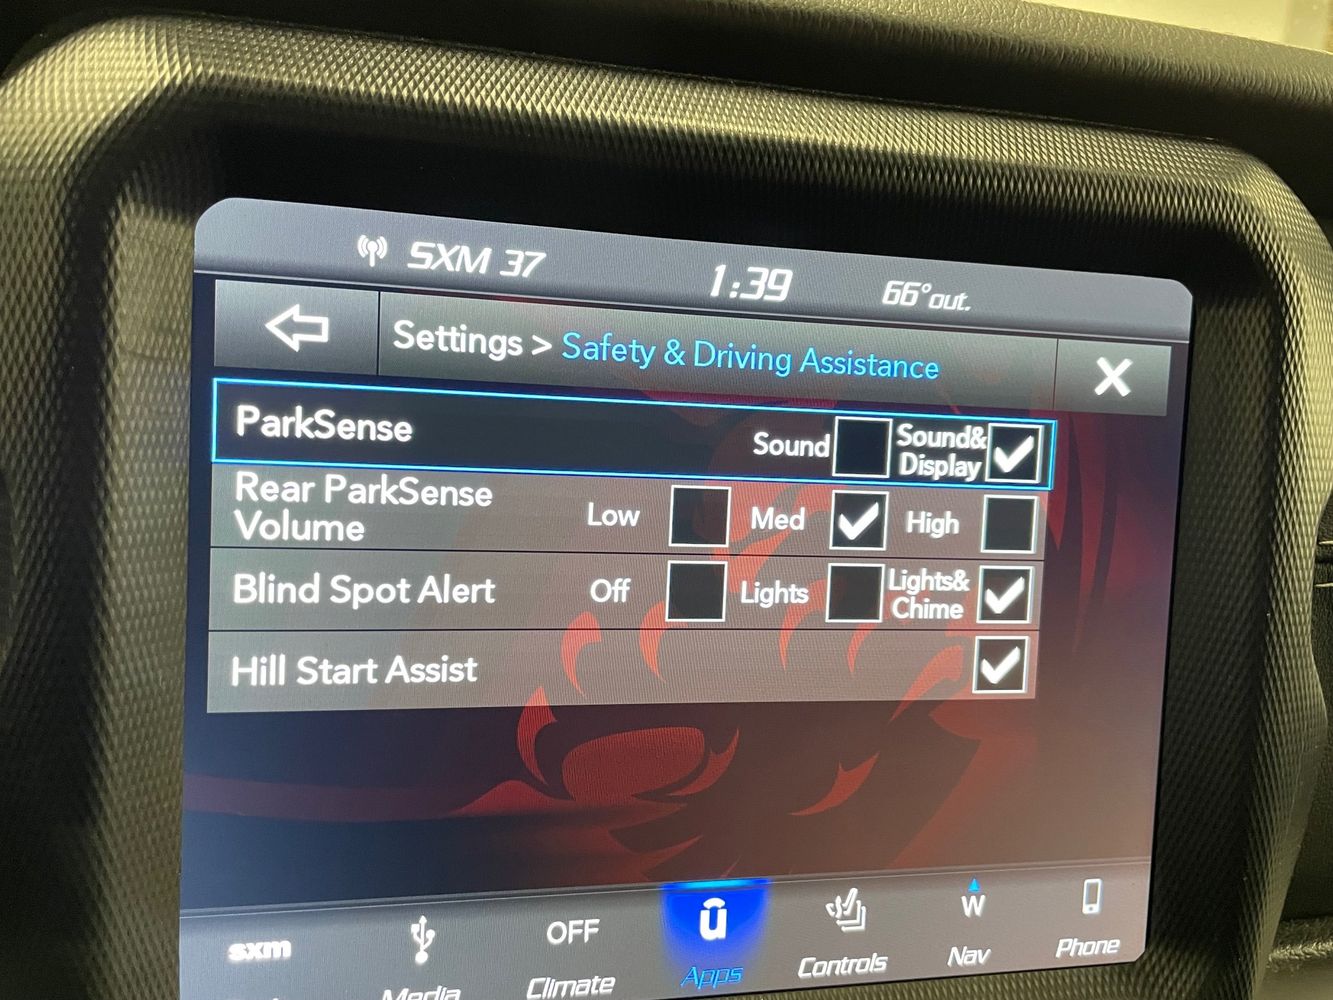 SXM 37 1:39 66°out.
Settings > Safety & Driving Assistance X
ParkSense Sound Sound&
Display
Rear ParkSense
Volume Low Med High
Blind Spot Alert Off Lights Lights&
Chime
Hill Start Assist
sxm OFF û W
Media Climate Apps Controls Nav Phone